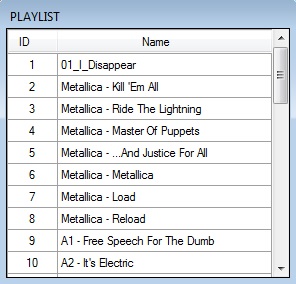 PLAYLIST
ID Name
1 01_I_Disappear
2 Metallica - Kill 'Em All
3 Metallica - Ride The Lightning
4 Metallica - Master Of Puppets
5 Metallica - ...And Justice For All
6 Metallica - Metallica
7 Metallica - Load
8 Metallica - Reload
9 A1 - Free Speech For The Dumb
10 A2 - It's Electric